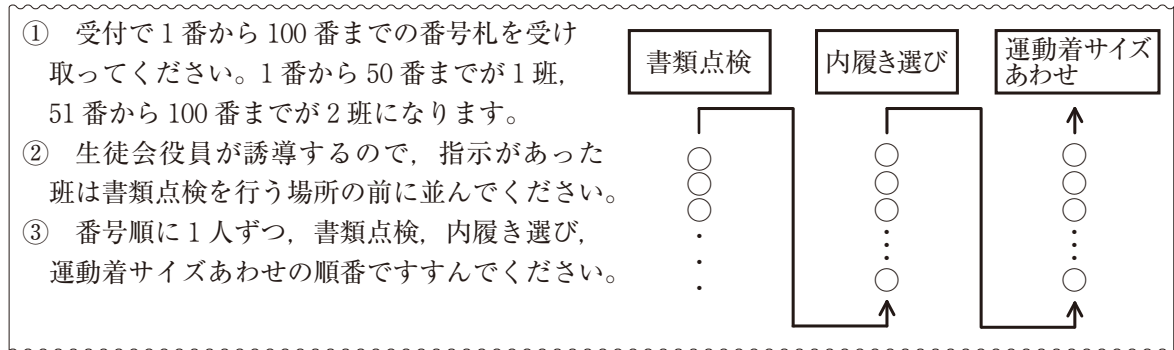 ① 受付で1番から100番までの番号札を受け
取ってください。1番から50番までが1班，
51番から100番までが2班になります。
② 生徒会役員が誘導するので，指示があった
班は書類点検を行う場所の前に並んでください。
③ 番号順に1人ずつ，書類点検，内履き選び，
運動着サイズあわせの順番ですすんでください。
書類点検
内履き選び
運動着サイズ
あわせ